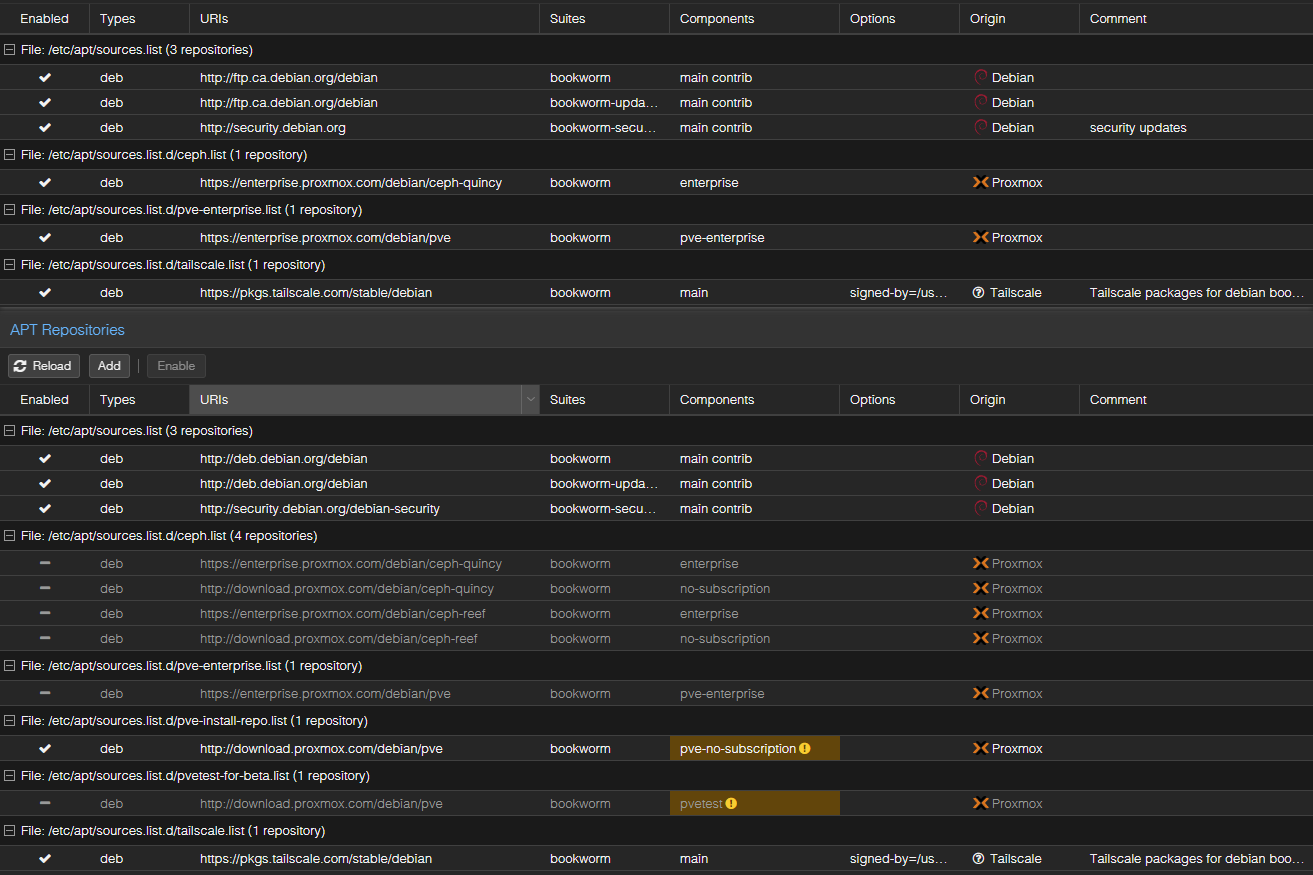 Enabled Types URIs Suites Components Options Origin Comment
File: /etc/apt/sources.list (3 repositories)
deb http://ftp.ca.debian.org/debian bookworm main contrib Debian
deb http://ftp.ca.debian.org/debian bookworm-upda… main contrib Debian
deb http://security.debian.org bookworm-secu… main contrib Debian security updates
File: /etc/apt/sources.list.d/ceph.list (1 repository)
deb https://enterprise.proxmox.com/debian/ceph-quincy bookworm enterprise Proxmox
File: /etc/apt/sources.list.d/pve-enterprise.list (1 repository)
deb https://enterprise.proxmox.com/debian/pve bookworm pve-enterprise Proxmox
File: /etc/apt/sources.list.d/tailscale.list (1 repository)
deb https://pkgs.tailscale.com/stable/debian bookworm main signed-by=/us… Tailscale Tailscale packages for debian boo…
APT Repositories
Reload Add Enable
Enabled Types URIs Suites Components Options Origin Comment
File: /etc/apt/sources.list (3 repositories)
deb http://deb.debian.org/debian bookworm main contrib Debian
deb http://deb.debian.org/debian bookworm-upda… main contrib Debian
deb http://security.debian.org/debian-security bookworm-secu… main contrib Debian
File: /etc/apt/sources.list.d/ceph.list (4 repositories)
deb https://enterprise.proxmox.com/debian/ceph-quincy bookworm enterprise Proxmox
deb http://download.proxmox.com/debian/ceph-quincy bookworm no-subscription Proxmox
deb https://enterprise.proxmox.com/debian/ceph-reef bookworm enterprise Proxmox
deb http://download.proxmox.com/debian/ceph-reef bookworm no-subscription Proxmox
File: /etc/apt/sources.list.d/pve-enterprise.list (1 repository)
deb https://enterprise.proxmox.com/debian/pve bookworm pve-enterprise Proxmox
File: /etc/apt/sources.list.d/pve-install-repo.list (1 repository)
deb http://download.proxmox.com/debian/pve bookworm pve-no-subscription Proxmox
File: /etc/apt/sources.list.d/pvetest-for-beta.list (1 repository)
deb http://download.proxmox.com/debian/pve bookworm pvetest Proxmox
File: /etc/apt/sources.list.d/tailscale.list (1 repository)
deb https://pkgs.tailscale.com/stable/debian bookworm main signed-by=/us… Tailscale Tailscale packages for debian boo…